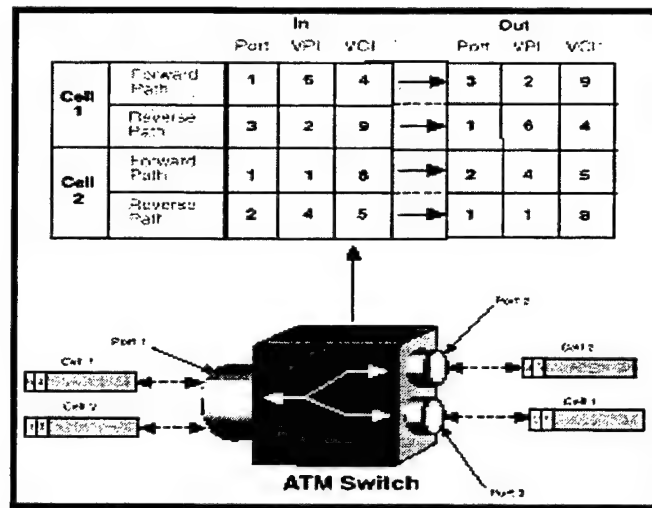 In Out
Port VPI VCI Port VPI VCI
Cell 1
Forward Path 1 6 4 3 2 9
Reverse Path 3 2 9 1 6 4
Cell 2
Forward Path 1 1 8 2 4 5
Reverse Path 2 4 5 1 1 8
Port 2
Port 1
Cell 1 Cell 2
Cell 2 Cell 1
ATM Switch
Port 3